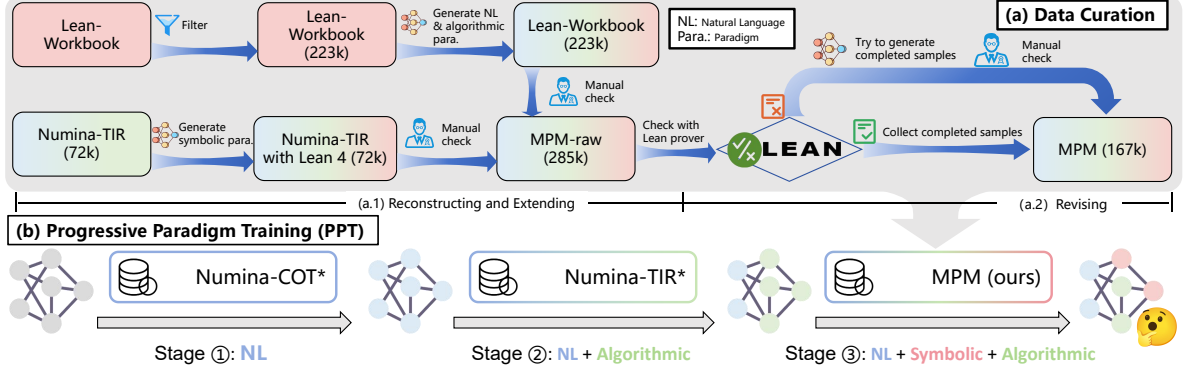 (a) Data Curation
Lean-
Workbook
Filter
Lean-
Workbook
(223k)
Generate NL
& algorithmic
para.
Lean-Workbook
(223k)
NL: Natural Language
Para.: Paradigm
Try to generate
completed samples
Manual
check
Manual
check
Numina-TIR
(72k)
Generate
symbolic para.
Numina-TIR
with Lean 4 (72k)
Manual
check
MPM-raw
(285k)
Check with
Lean prover
LEAN
Collect completed samples
MPM (167k)
(a.1) Reconstructing and Extending
(a.2) Revising
(b) Progressive Paradigm Training (PPT)
Numina-COT*
Numina-TIR*
MPM (ours)
Stage ①: NL
Stage ②: NL + Algorithmic
Stage ③: NL + Symbolic + Algorithmic